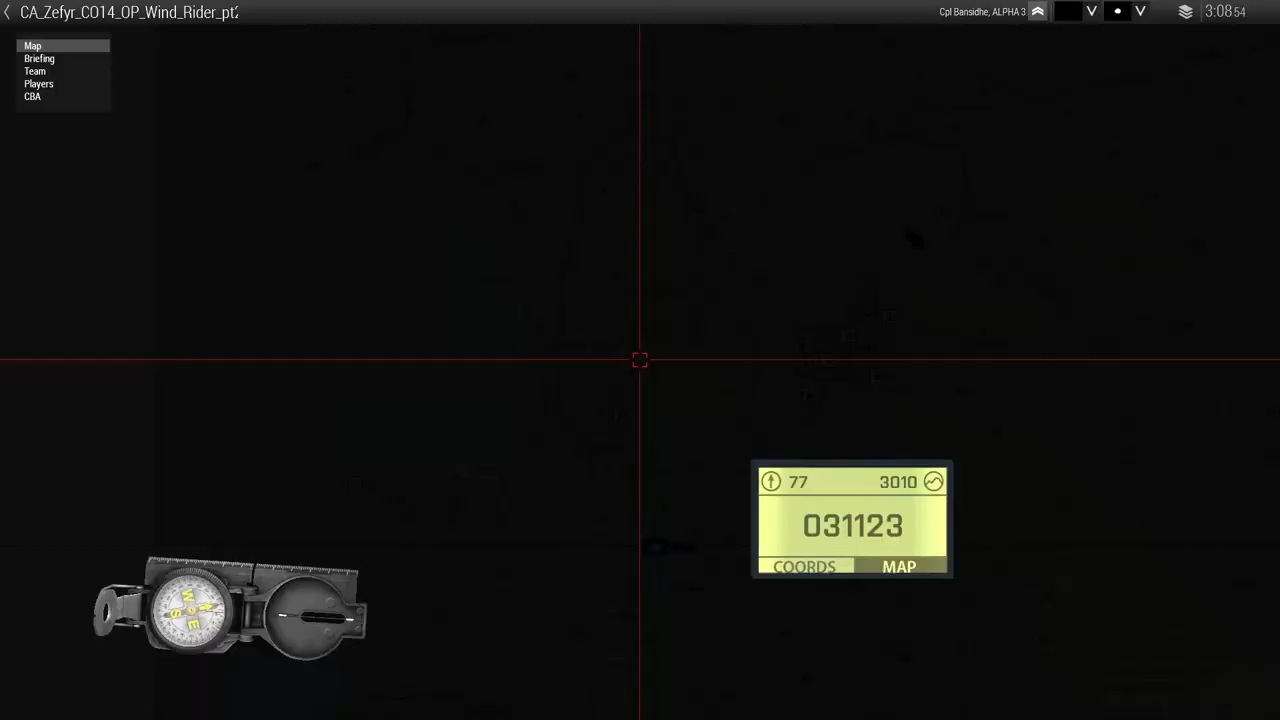 CA_Zefyr_CO14_OP_Wind_Rider_pt2
Cpl Bansidhe, ALPHA 3
3:08 54
Map
Briefing
Team
Players
CBA
77 3010
031123
COORDS MAP
N
W
E
S